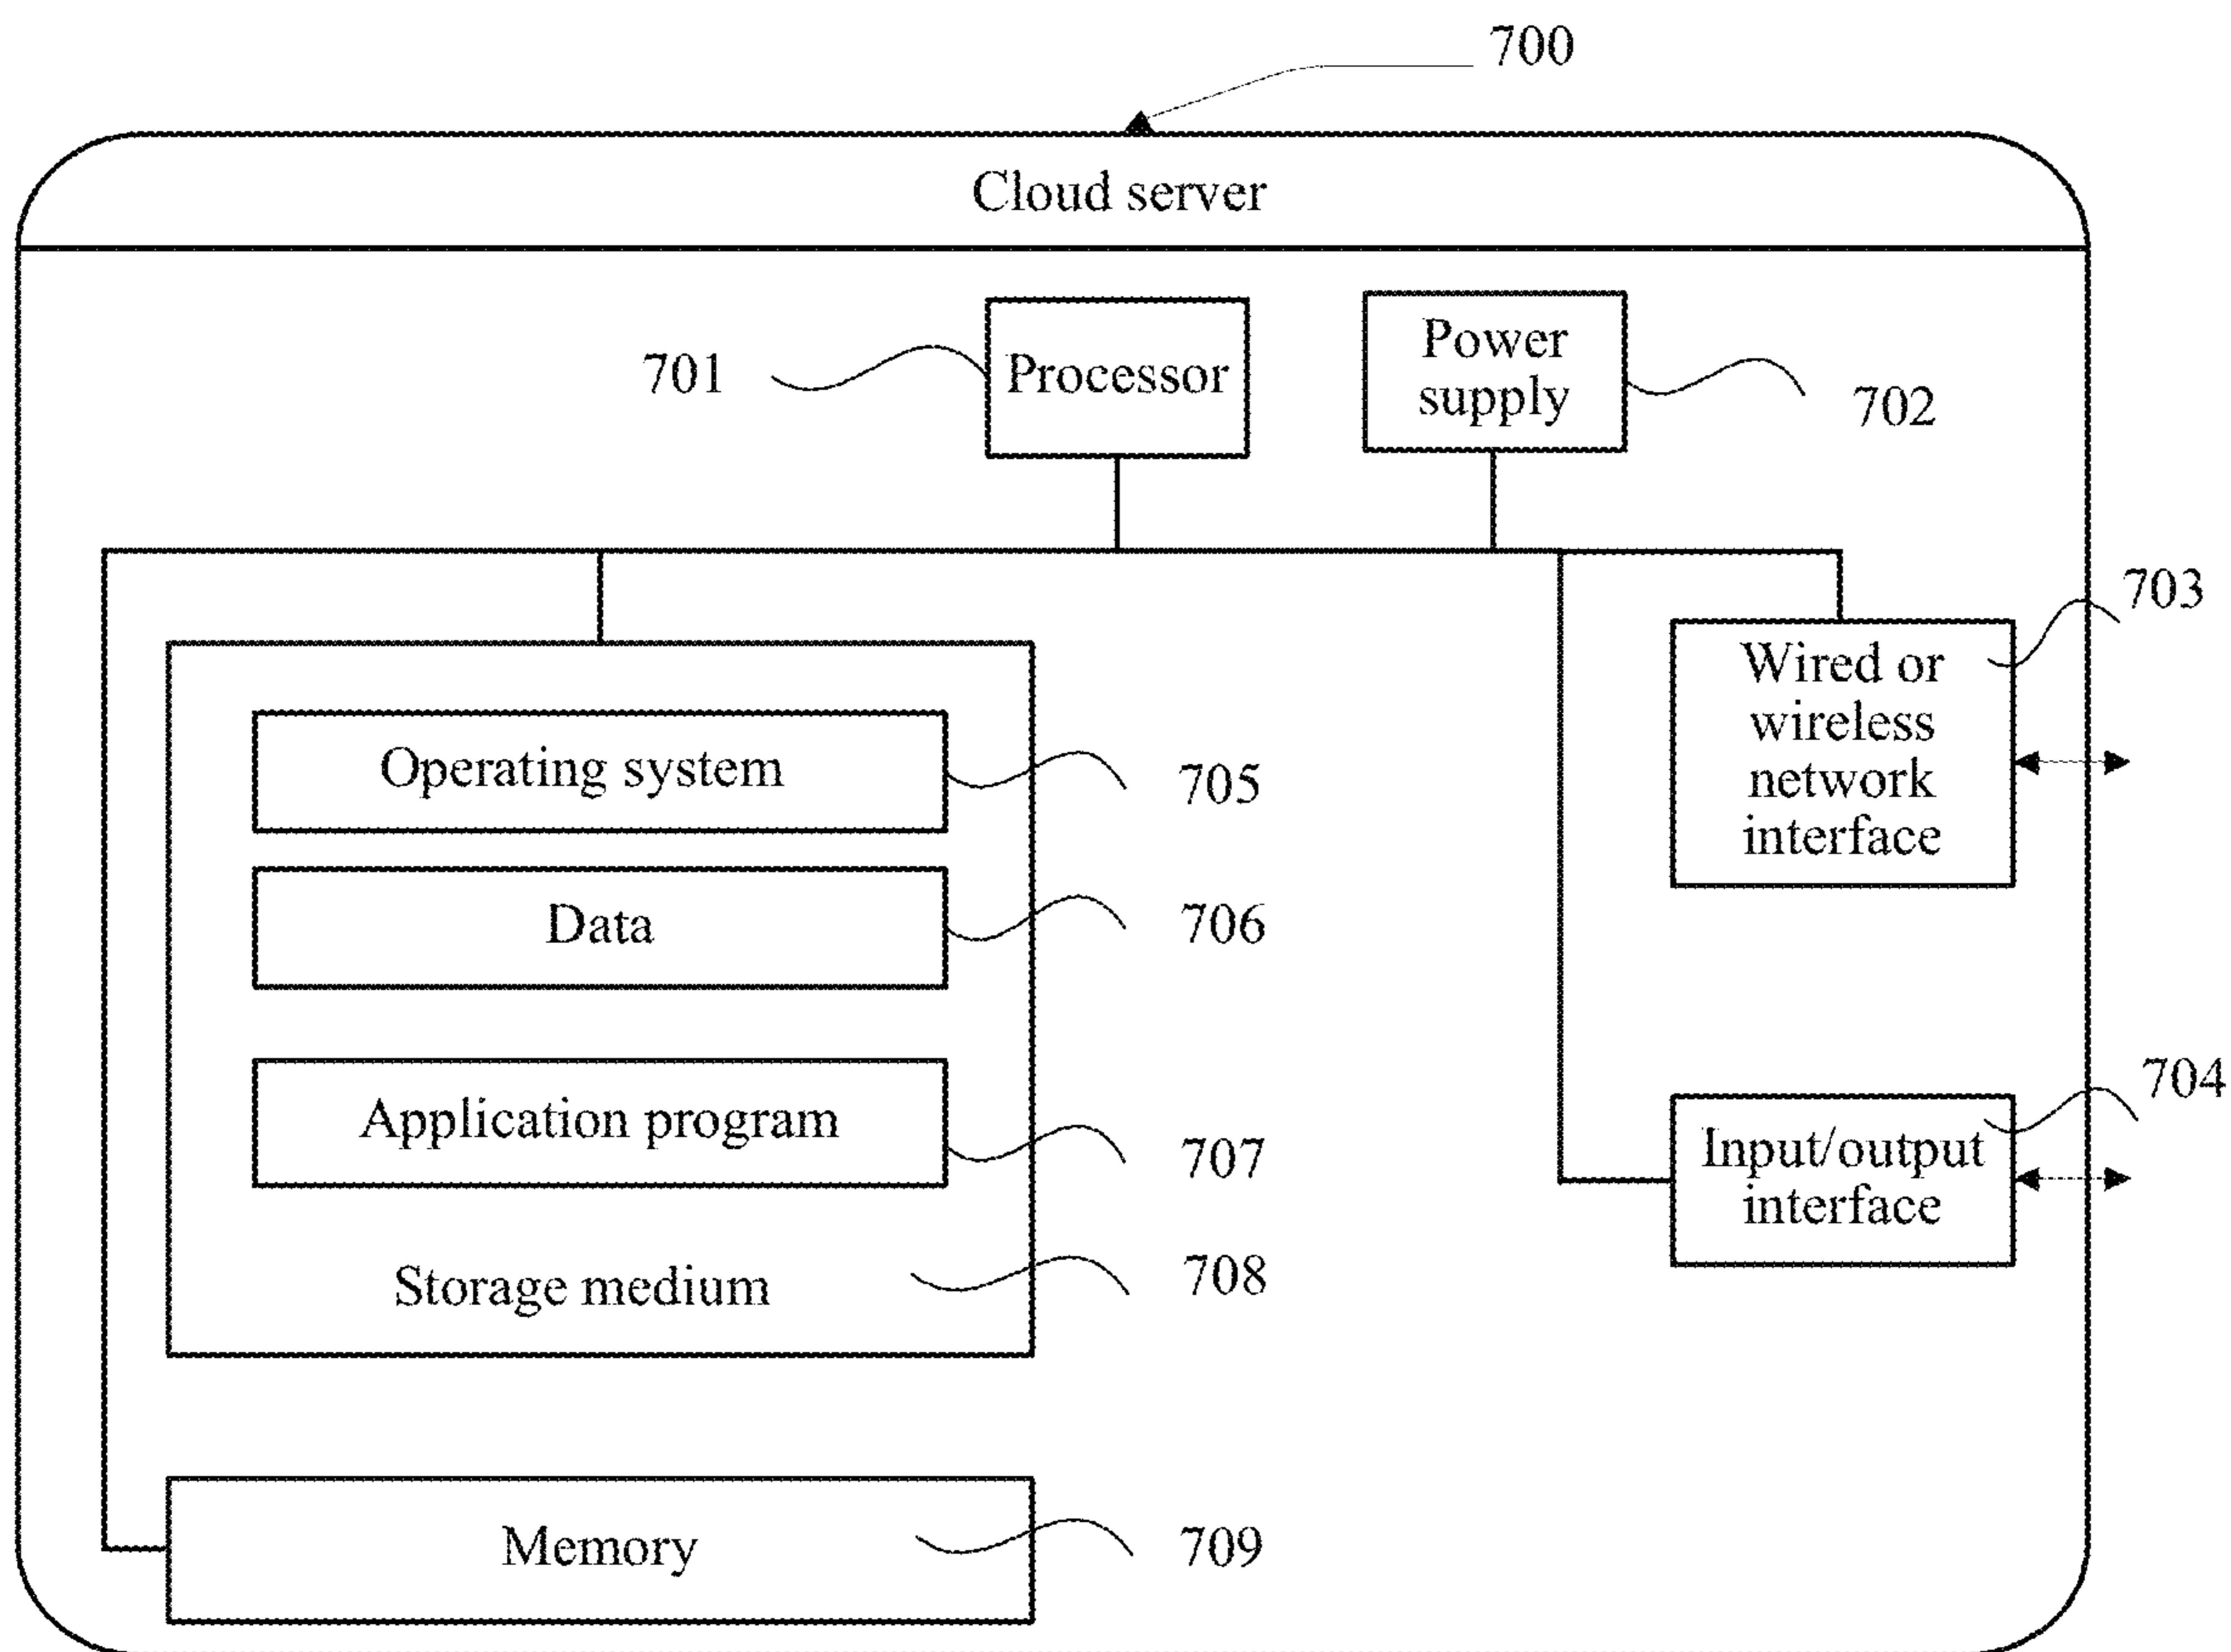 700
Cloud server
701
Processor
Power
supply
702
703
Wired or
wireless
network
interface
Operating system
705
Data
706
704
Application program
707
Input/output
interface
Storage medium
708
Memory
709